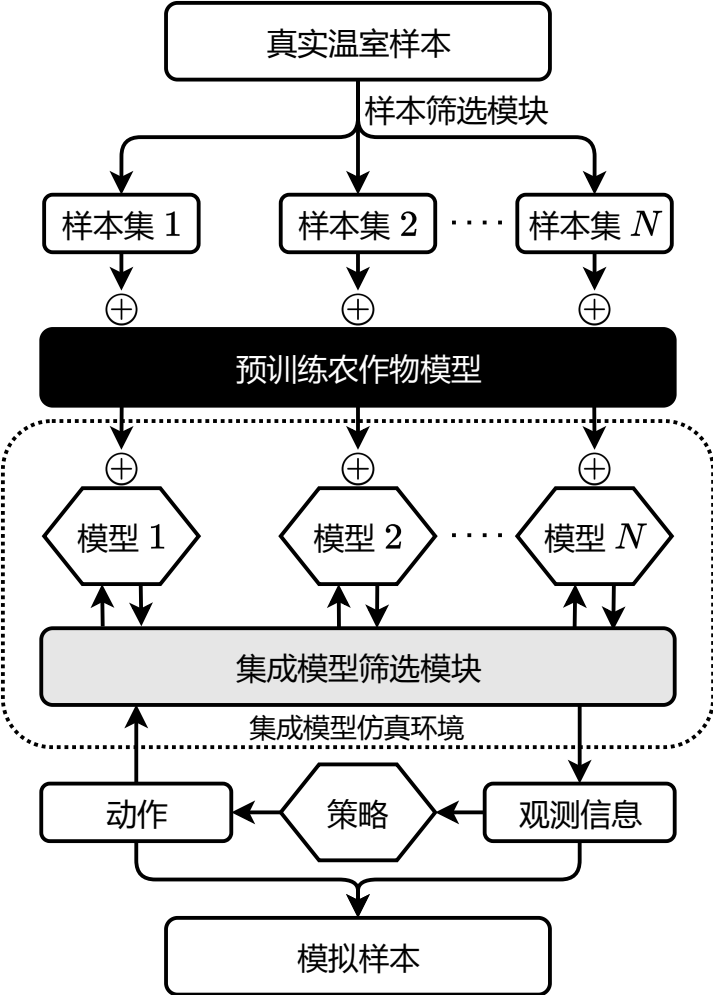 真实温室样本
样本筛选模块
样本集 1
样本集 2
····
样本集 N
预训练农作物模型
模型 1
模型 2
····
模型 N
集成模型筛选模块
集成模型仿真环境
动作
策略
观测信息
模拟样本